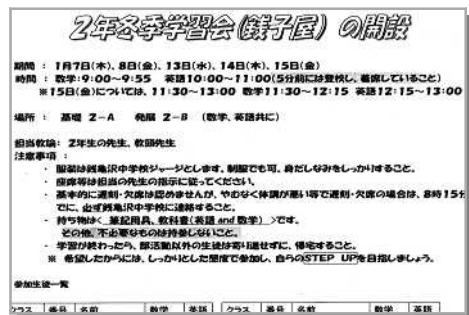 2年冬季学習会(銭子屋)の開設
期間 : 1月7日(木)、8日(金)、13日(水)、14日(木)、15日(金)
時間 : 数学:9:00~9:55 英語10:00~11:00(5分前には登校し、着席していること)
※15日(金)については、11:30~13:00 数学11:30~12:15 英語12:15~13:00
場所 : 基礎 2-A 発展 2-B (数学、英語共に)
担当教諭: 2年生の先生、教頭先生
注意事項 :
・ 服装は銭亀沢中学校ジャージとします。制服でも可。身だしなみをしっかりすること。
・ 座席等は担当の先生の指示に従ってください。
・ 基本的に遅刻・欠席は認めませんが、やむなく体調が悪い等で遅刻・欠席の場合は、8時15分
でに、必ず銭亀沢中学校に連絡すること。
・ 持ち物は< 筆記用具、教科書(英語 and 数学) >です。
その他、不必要なものは持参しないこと。
・ 学習が終わったら、部活動以外の生徒は寄り道せずに、帰宅すること。
※ 希望したからには、しっかりとした態度で参加し、自らのSTEP UPを目指しましょう。
参加生徒一覧
クラス 番号 名前 数学 英語 クラス 番号 名前 数学 英語